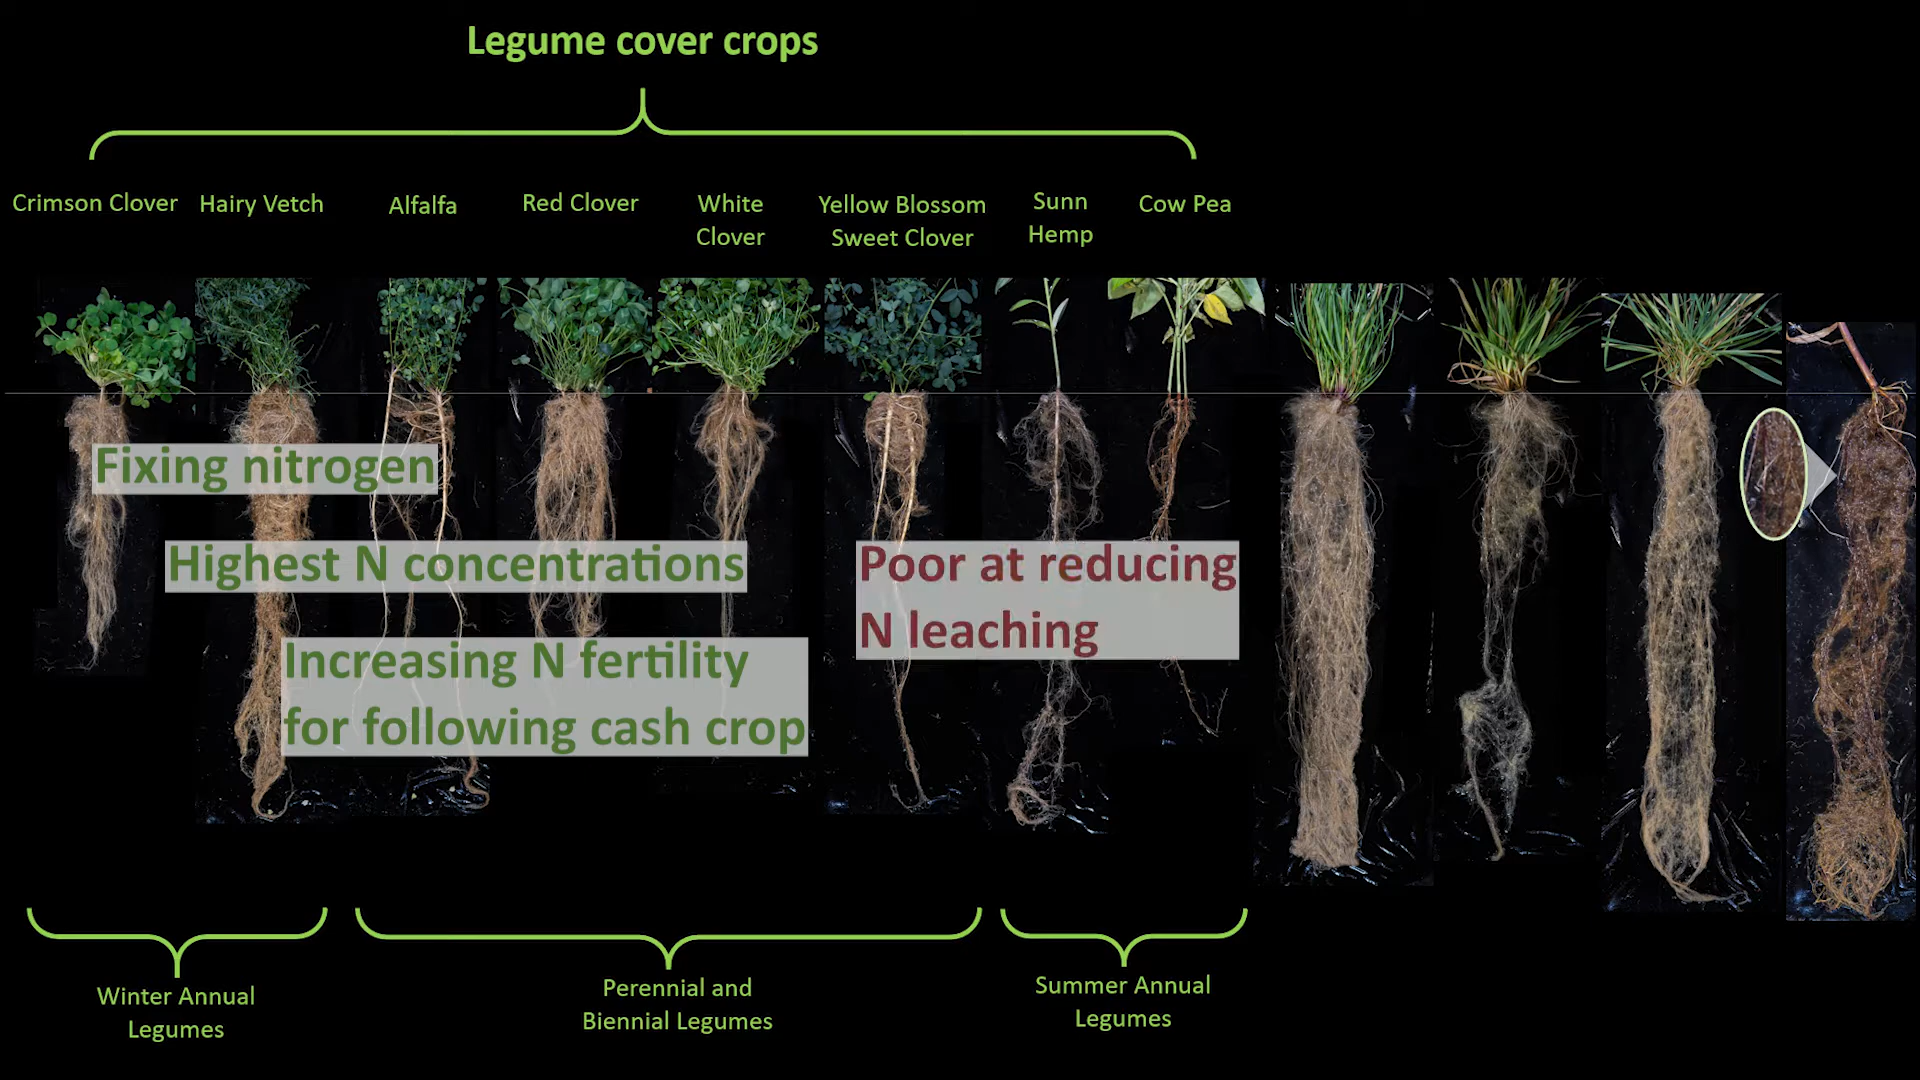 Legume cover crops
Crimson Clover
Hairy Vetch
Alfalfa
Red Clover
White
Clover
Yellow Blossom
Sweet Clover
Sunn
Hemp
Cow Pea
Fixing nitrogen
Highest N concentrations
Increasing N fertility
for following cash crop
Poor at reducing
N leaching
Winter Annual
Legumes
Perennial and
Biennial Legumes
Summer Annual
Legumes